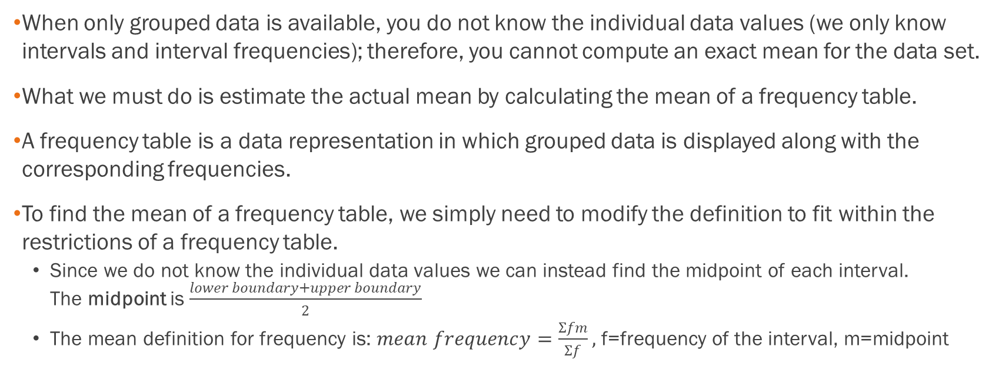 •When only grouped data is available, you do not know the individual data values (we only know
intervals and interval frequencies); therefore, you cannot compute an exact mean for the data set.
•What we must do is estimate the actual mean by calculating the mean of a frequency table.
•A frequency table is a data representation in which grouped data is displayed along with the
corresponding frequencies.
•To find the mean of a frequency table, we simply need to modify the definition to fit within the
restrictions of a frequency table.
• Since we do not know the individual data values we can instead find the midpoint of each interval.
The midpoint is \frac{lower boundary+upper boundary}{2}
• The mean definition for frequency is: mean frequency = \frac{Σfm}{Σf}, f=frequency of the interval, m=midpoint